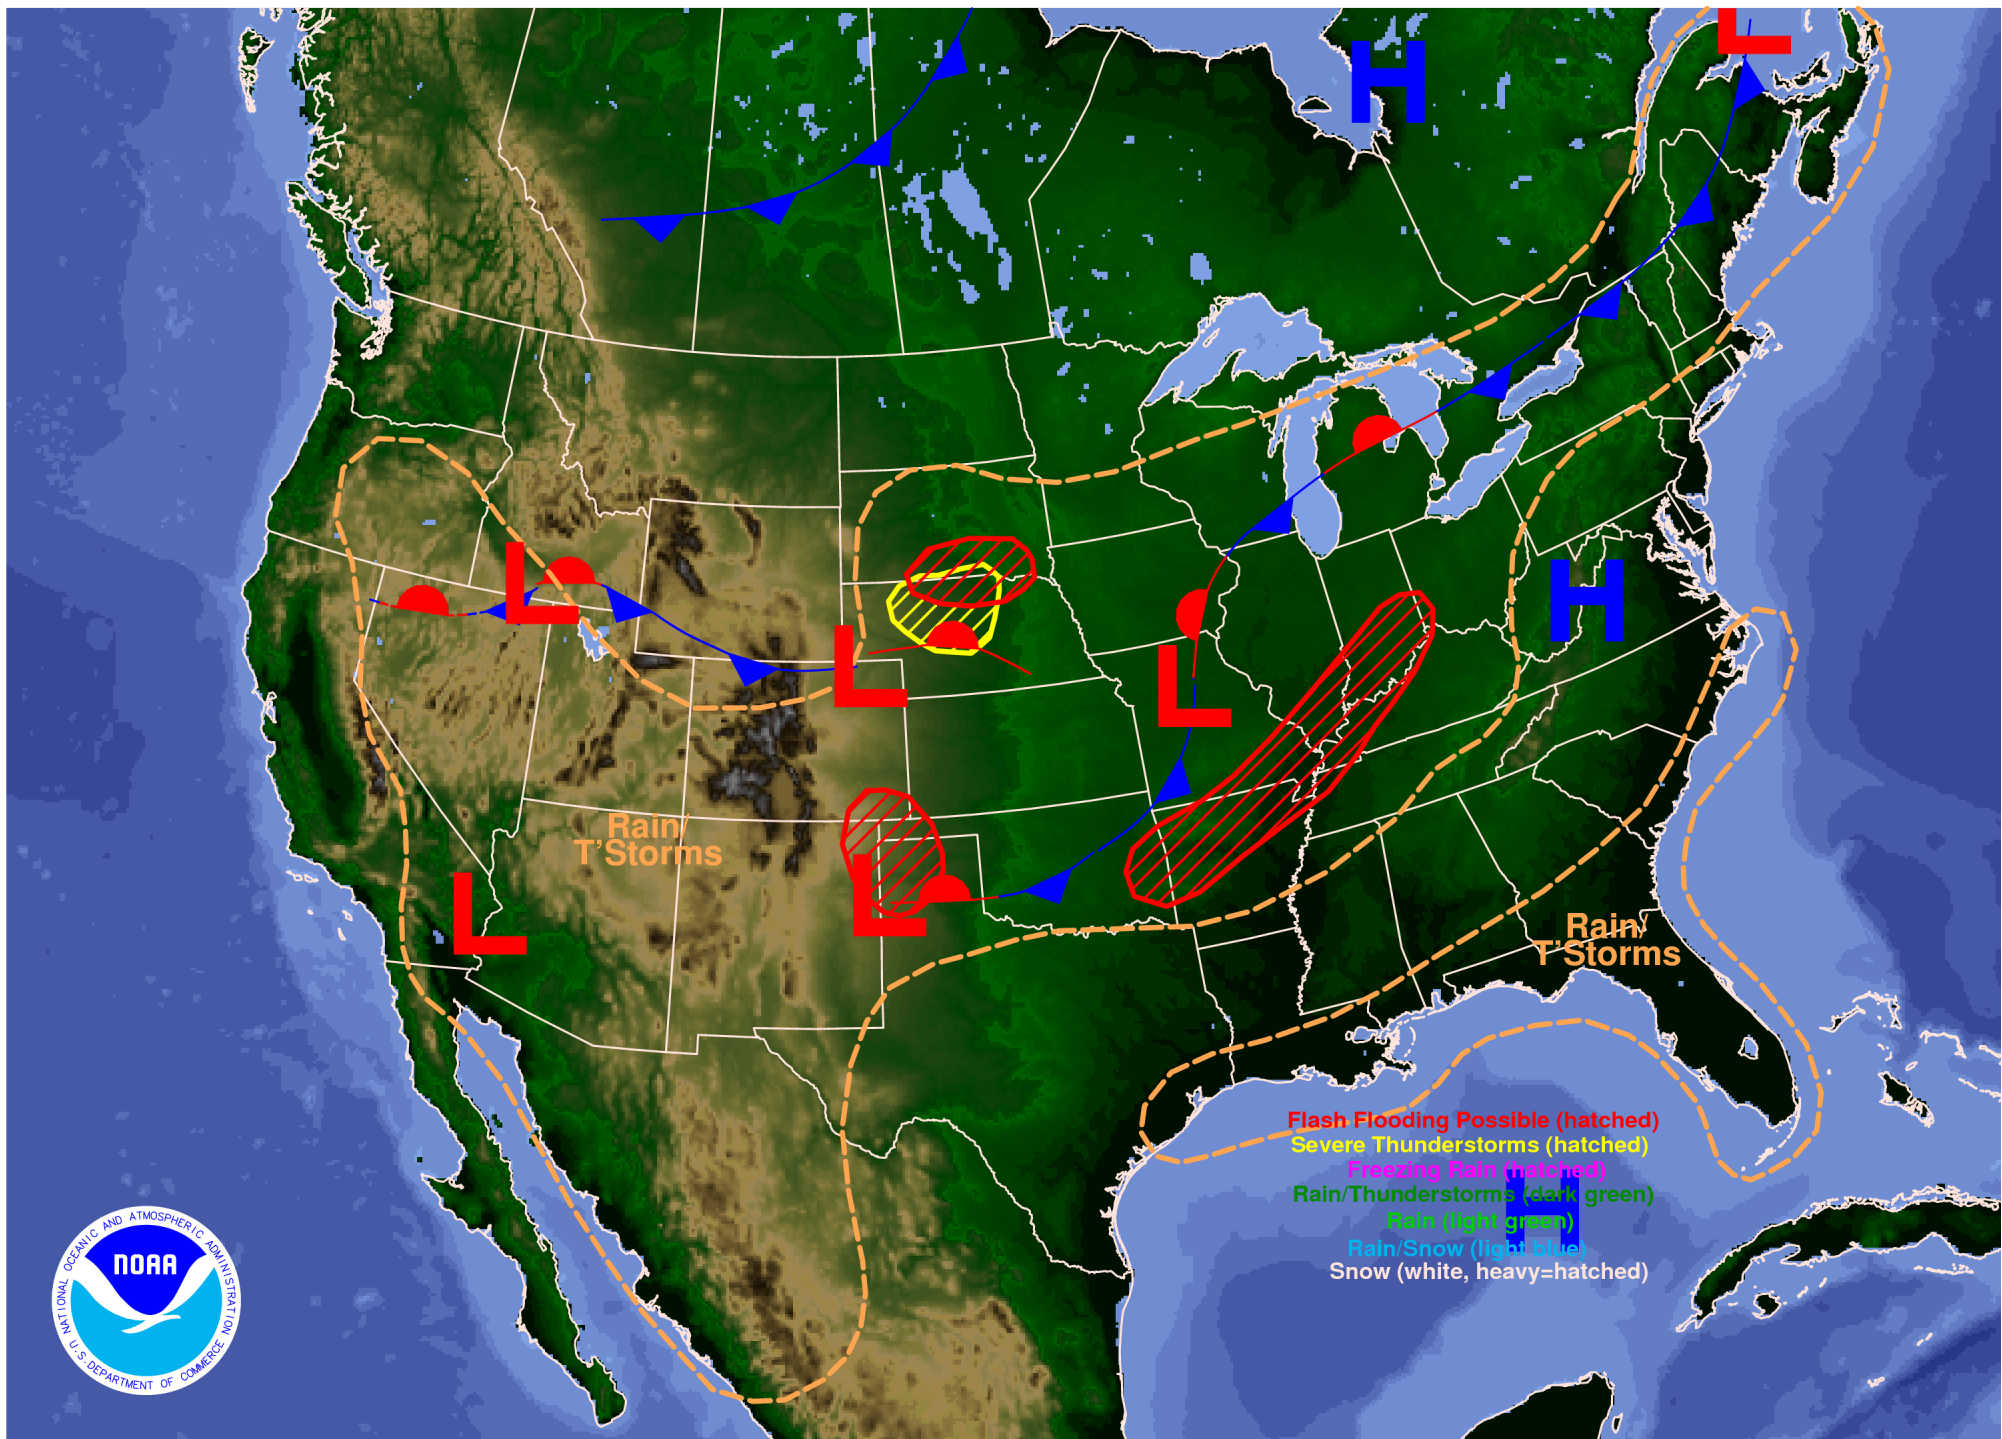 L
H
L
H
L
L
Rain/
T'Storms
L
L
Rain/
T'Storms
Flash Flooding Possible (hatched)
Severe Thunderstorms (hatched)
Freezing Rain (hatched)
H
Rain/Thunderstorms (dark green)
Rain (light green)
Rain/Snow (light blue)
Snow (white, heavy=hatched)
NATIONAL OCEANIC AND ATMOSPHERIC ADMINISTRATION
NOAA
U.S. DEPARTMENT OF COMMERCE